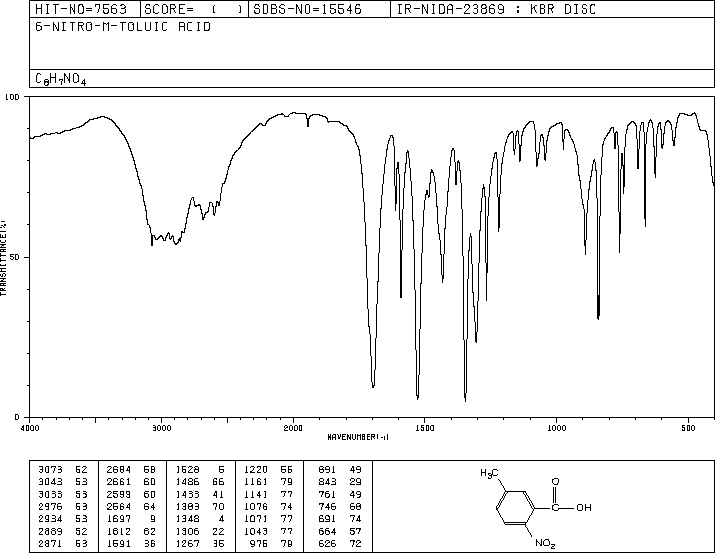 HIT-NO=7563 SCORE= ( ) SDBS-NO=15546 IR-NIDA-23869 : KBR DISC
6-NITRO-M-TOLUIC ACID
C8H7NO4
100
50
0
TRANSMITTANCE(%)
4000 3000 2000 1500 1000 500
WAVENUMBER(-1)
3073 52 2684 58 1528 5 1220 55 891 49
3043 53 2661 60 1486 66 1161 79 843 29
3033 53 2599 60 1433 41 1141 77 761 49
2976 53 2564 64 1383 70 1076 74 746 68
2934 53 1697 9 1348 4 1071 77 691 74
2889 52 1612 62 1306 22 1043 77 664 57
2871 53 1591 36 1267 35 976 79 626 72
H3C
O
OH
NO2